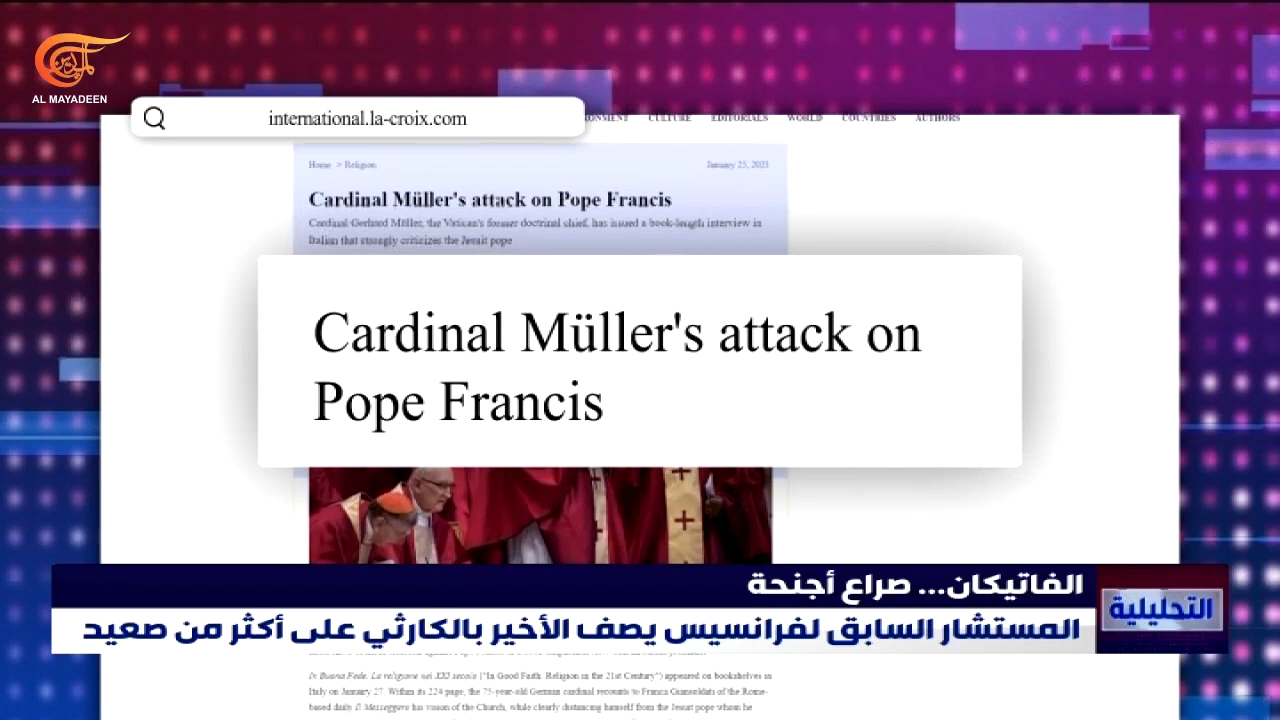 الميادين
AL MAYADEEN
international.la-croix.com
CULTURE EDITORIALS WORLD COUNTRIES AUTHORS
Home > Religion
January 25, 2023
Cardinal Müller's attack on Pope Francis
Cardinal Gerhard Müller, the Vatican's former doctrinal chief, has issued a book-length interview in
Italian that strongly criticizes the Jesuit pope
Cardinal Müller's attack on
Pope Francis
الفاتيكان... صراع أجنحة
التحليلية
المستشار السابق لفرانسيس يصف الأخير بالكارثي على أكثر من صعيد
In Buona Fede. La religione nel XXI secolo ("In Good Faith. Religion in the 21st Century") appeared on bookshelves in
Italy on January 27. Within its 224 page, the 75-year-old German cardinal recounts to Franca Giansoldati of the Rome-
based daily Il Messaggero his vision of the Church, while clearly distancing himself from the Jesuit pope whom he